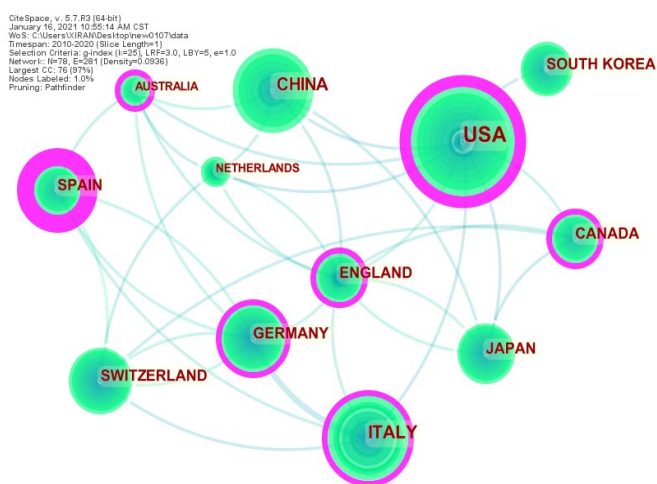 CiteSpace, v. 5.7.R3 (64-bit)
January 16, 2021 10:55:14 AM CST
WoS: C:\Users\XIRAN\Desktop\new0107\data
Timespan: 2010-2020 (Slice Length=1)
Selection Criteria: g-index (k=25), LRF=3.0, LBY=5, e=1.0
Network: N=78, E=281 (Density=0.0936)
Largest CC: 76 (97%)
Nodes Labeled: 1.0%
Pruning: Pathfinder
SOUTH KOREA
AUSTRALIA
CHINA
USA
NETHERLANDS
SPAIN
CANADA
ENGLAND
GERMANY
JAPAN
SWITZERLAND
ITALY